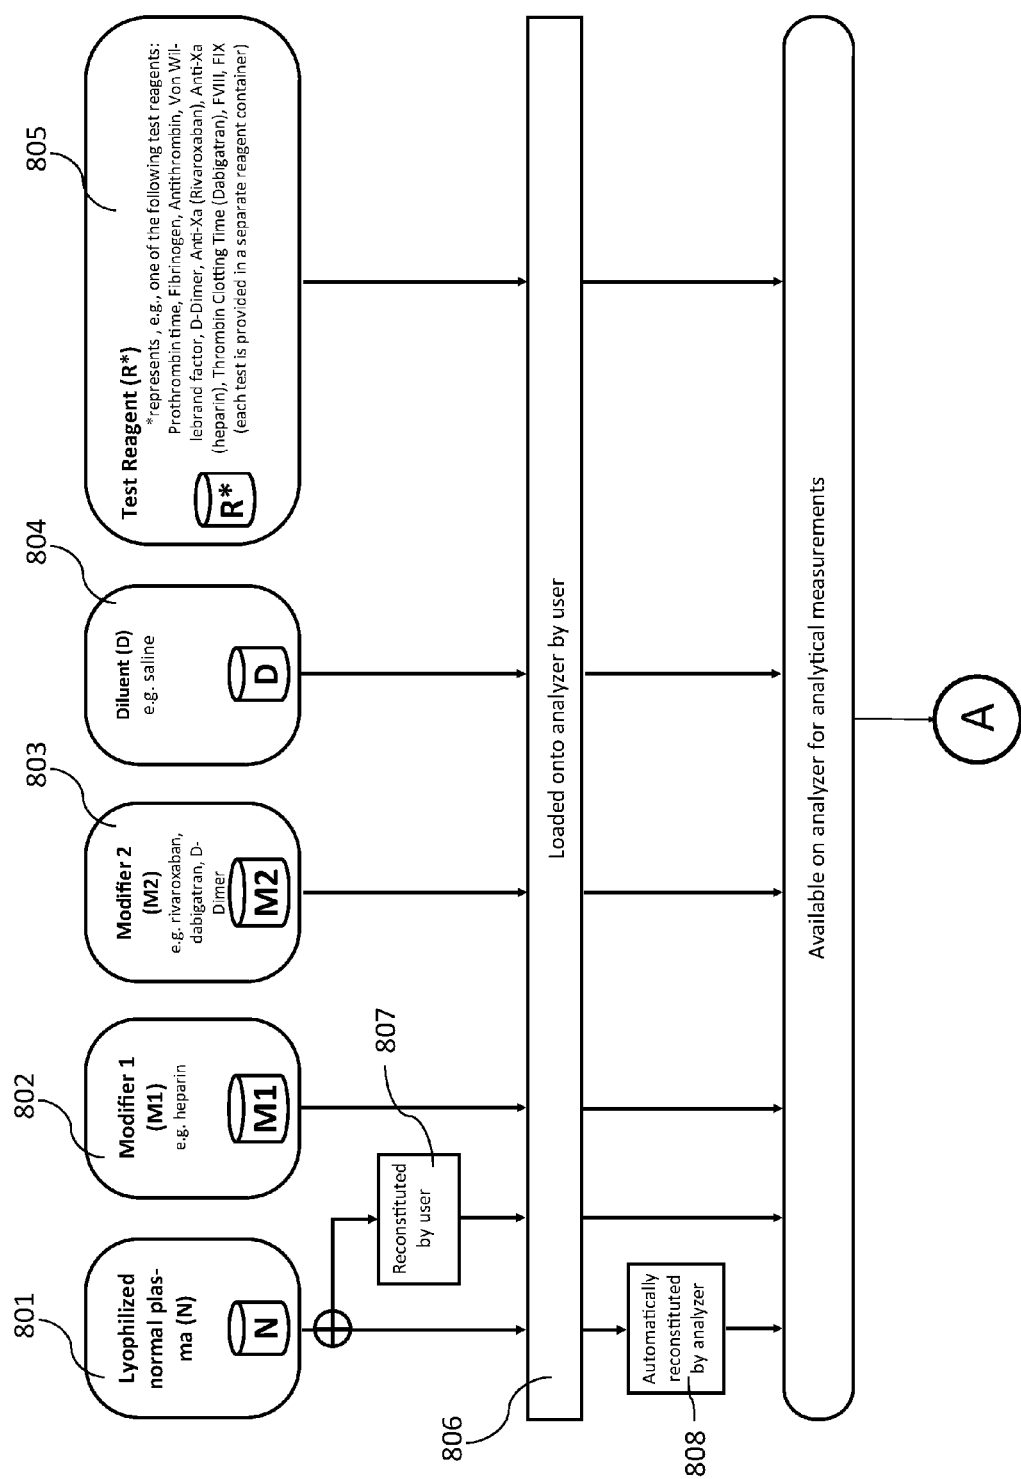 801
Lyophilized
normal plas-
ma (N)
N
802
Modifier 1
(M1)
e.g. heparin
M1
803
Modifier 2
(M2)
e.g. rivaroxaban,
dabigatran, D-
Dimer
M2
804
Diluent (D)
e.g. saline
D
805
Test Reagent (R*)
*represents , e.g., one of the following test reagents:
Prothrombin time, Fibrinogen, Antithrombin, Von Wil-
lebrand factor, D-Dimer, Anti-Xa (Rivaroxaban), Anti-Xa
(heparin), Thrombin Clotting Time (Dabigatran), FVIII, FIX
(each test is provided in a separate reagent container)
R*
Reconstituted
by user
807
806
Loaded onto analyzer by user
Automatically
reconstituted
by analyzer
808
Available on analyzer for analytical measurements
A